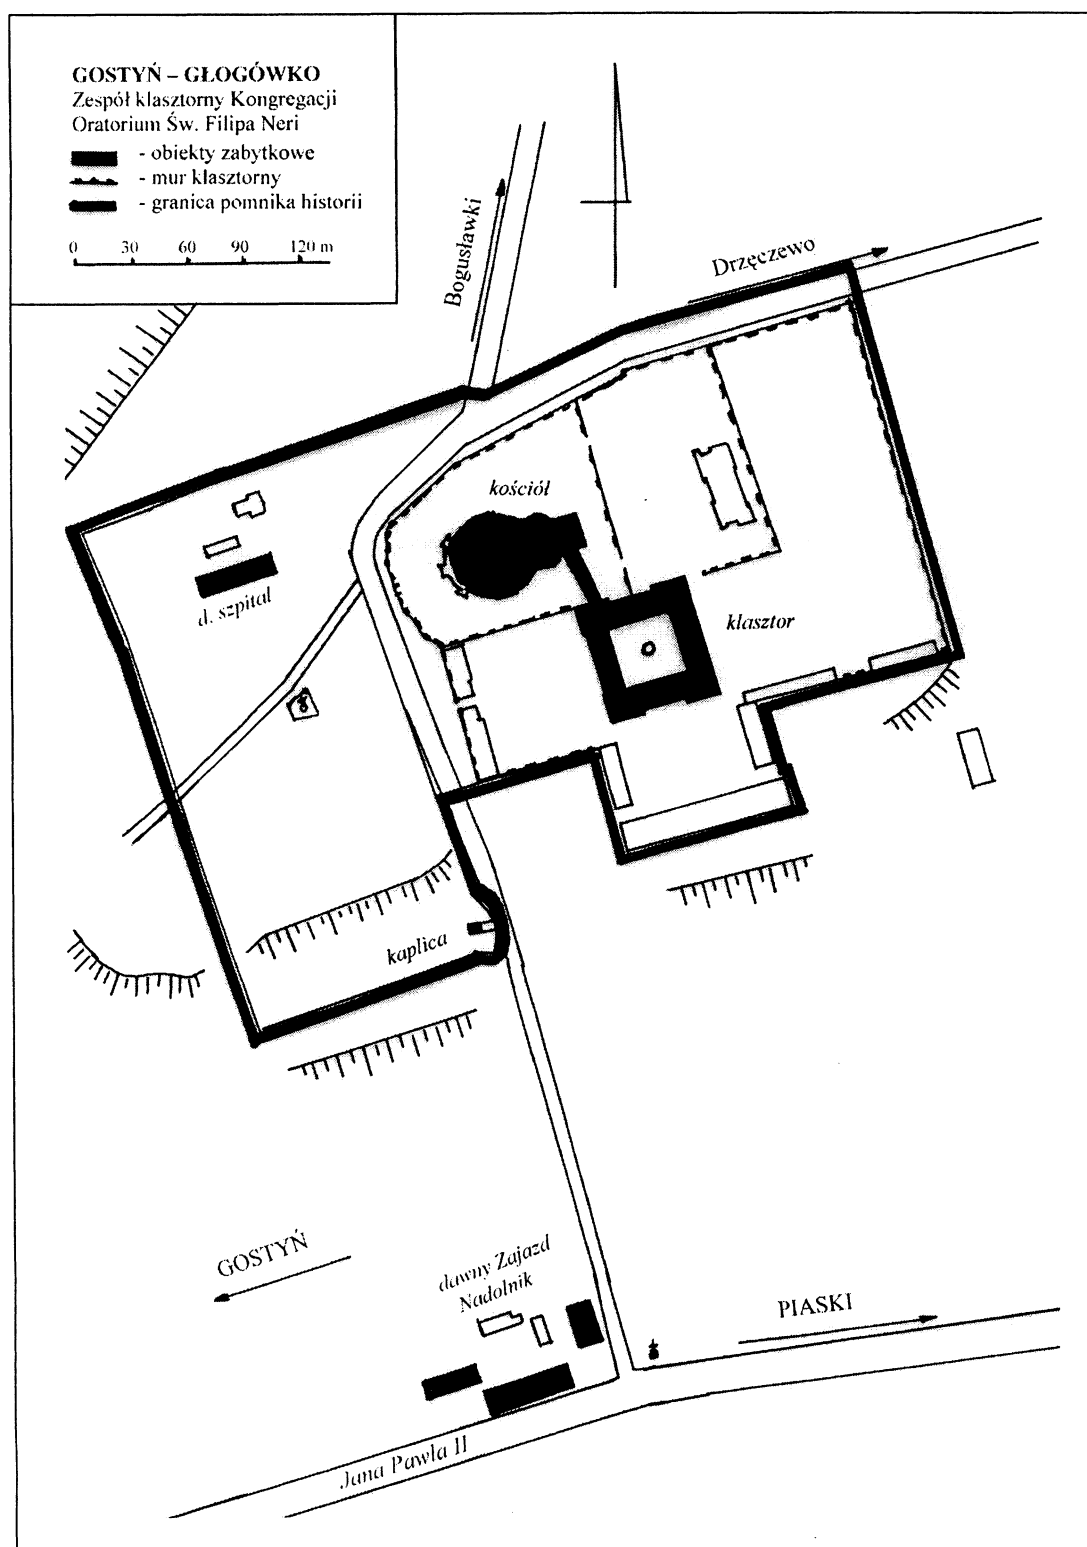 GOSTYŃ – GŁOGÓWKO
Zespół klasztorny Kongregacji
Oratorium Św. Filipa Neri
- obiekty zabytkowe
- mur klasztorny
- granica pomnika historii
0 30 60 90 120 m
Bogusławki
Drzęczewo
kościół
d. szpital
klasztor
kaplica
GOSTYŃ
dawny Zajazd
Nadolnik
PIASKI
Jana Pawła II